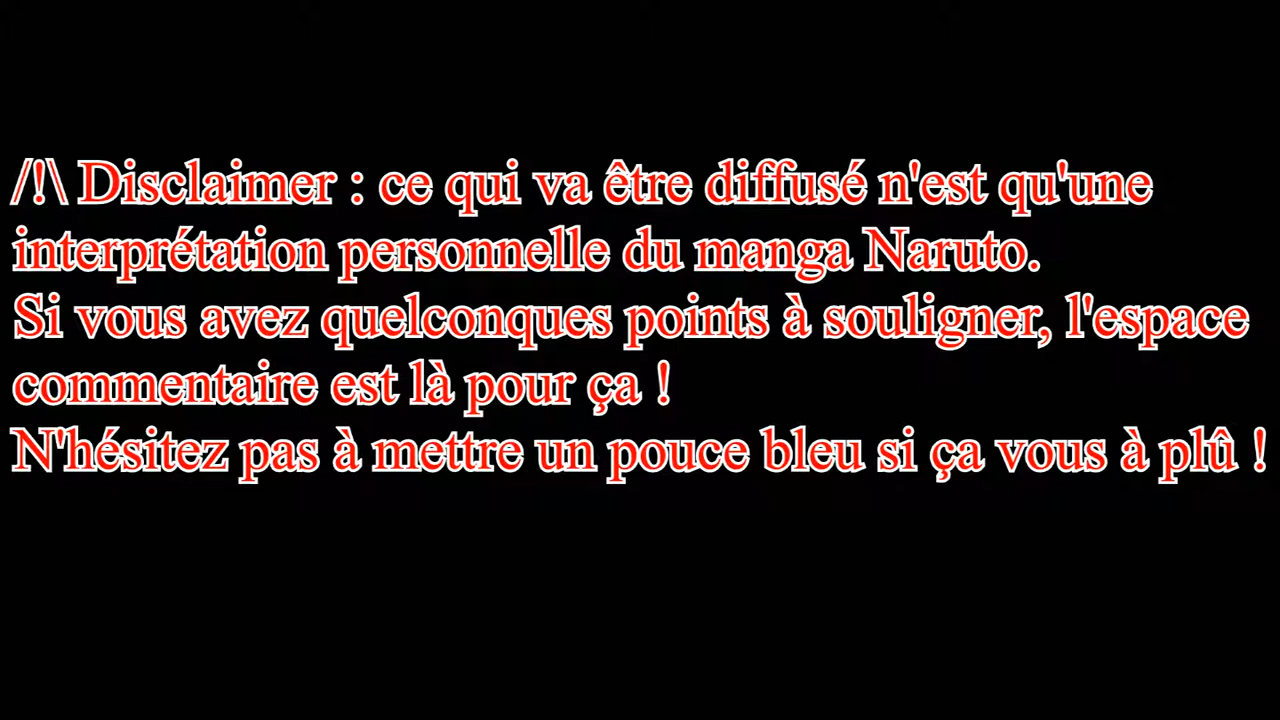 /!\ Disclaimer : ce qui va être diffusé n'est qu'une
interprétation personnelle du manga Naruto.
Si vous avez quelconques points à souligner, l'espace
commentaire est là pour ça !
N'hésitez pas à mettre un pouce bleu si ça vous à plû !